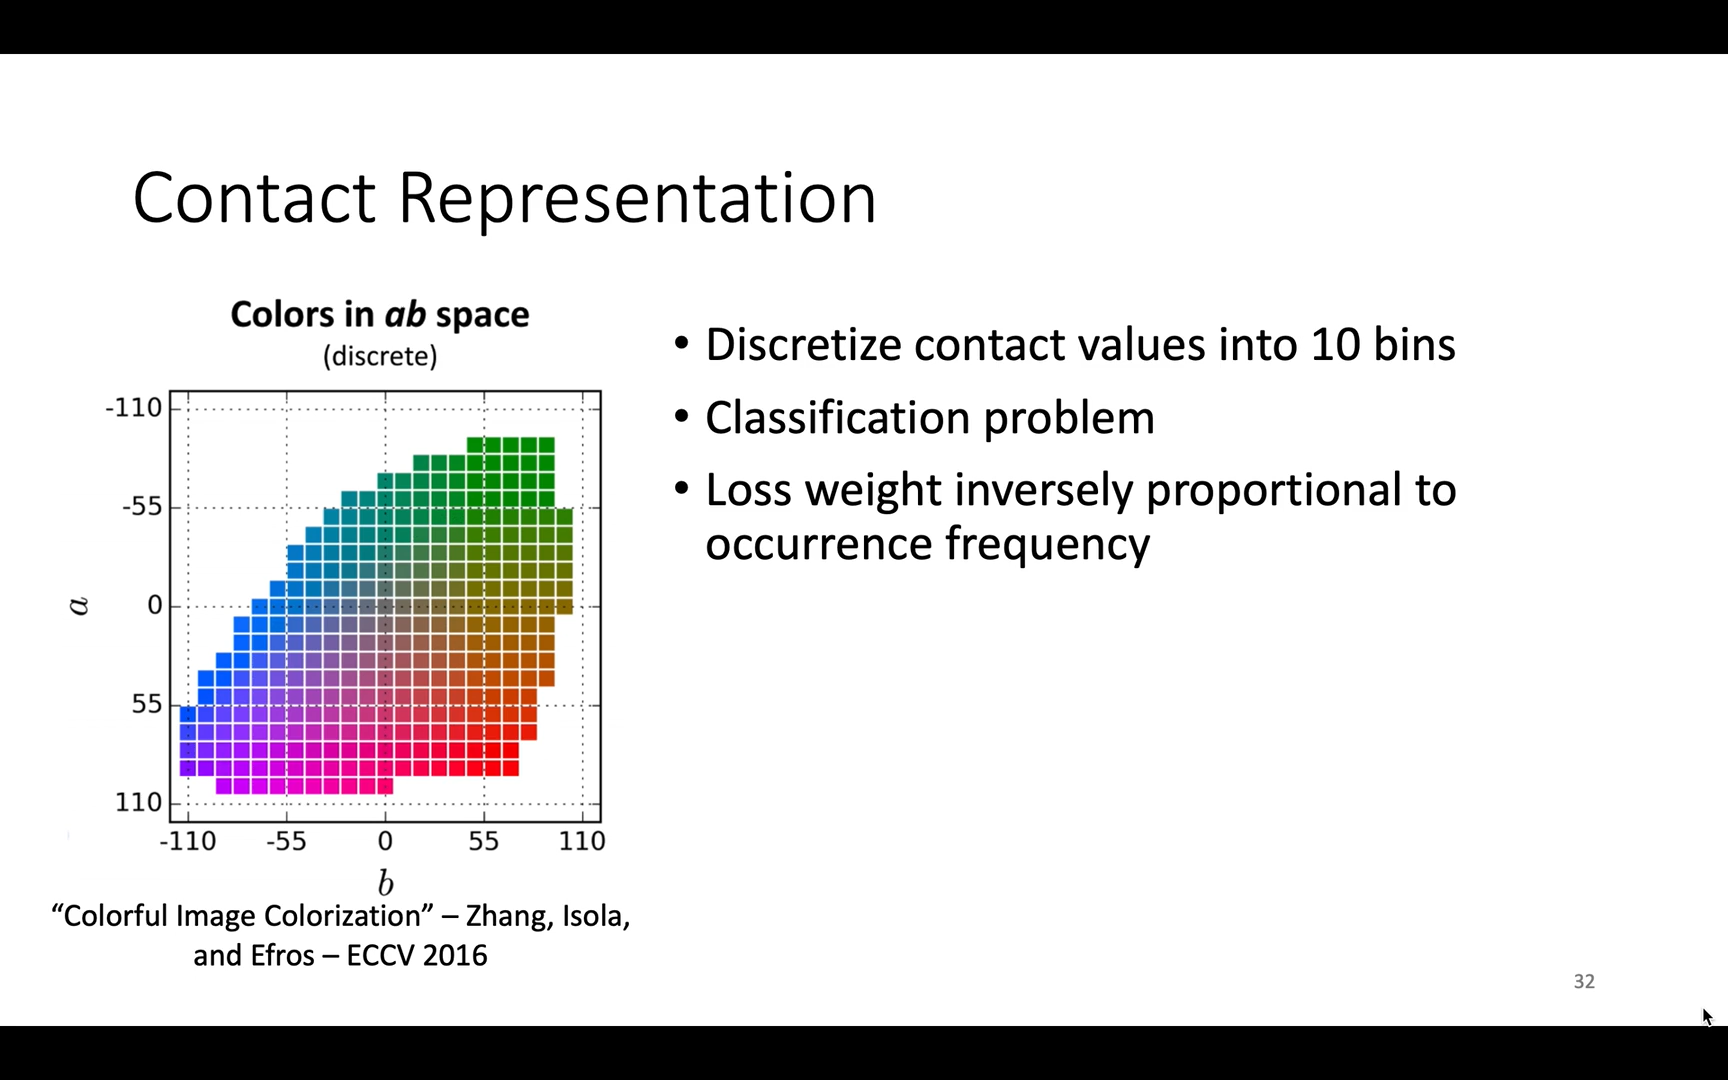 Contact Representation
Colors in ab space
(discrete)
-110
-55
0
55
110
a
-110 -55 0 55 110
b
“Colorful Image Colorization” – Zhang, Isola,
and Efros – ECCV 2016
• Discretize contact values into 10 bins
• Classification problem
• Loss weight inversely proportional to
occurrence frequency
32